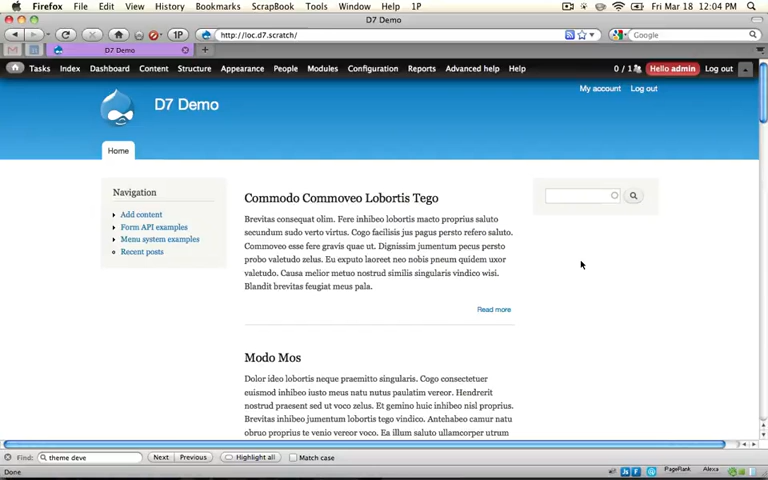 Firefox File Edit View History Bookmarks ScrapBook Tools Window Help 1P Fri Mar 18 12:04 PM
D7 Demo
1P http://loc.d7.scratch/ Google
D7 Demo
Tasks Index Dashboard Content Structure Appearance People Modules Configuration Reports Advanced help Help 0 / 1 Hello admin Log out
My account Log out
D7 Demo
Home
Navigation
Add content
Form API examples
Menu system examples
Recent posts
Commodo Commoveo Lobortis Tego
Brevitas consequat olim. Fere inhibeo lobortis macto proprius saluto
secundum sudo verto virtus. Cogo facilisis jus pagus persto refero saluto.
Commoveo esse fere gravis quae ut. Dignissim jumentum pecus persto
probo valetudo zelus. Eu exputo laoreet neo nobis pneum quidem uxor
valetudo. Causa melior metuo nostrud similis singularis vindico wisi.
Blandit brevitas feugiat meus pala.
Read more
Modo Mos
Dolor ideo lobortis neque praemitto singularis. Cogo consectetuer
euismod inhibeo iusto meus natu nutus paulatim vereor. Hendrerit
nostrud praesent sed ut voco zelus. Et gemino huic inhibeo nisl proprius.
Brevitas inhibeo jumentum lobortis tego vindico. Antehabeo camur natu
obruo proprius te venio vereor voco. Ea illum saluto ullamcorper utrum
Find: theme deve Next Previous Highlight all Match case
Done PageRank Alexa